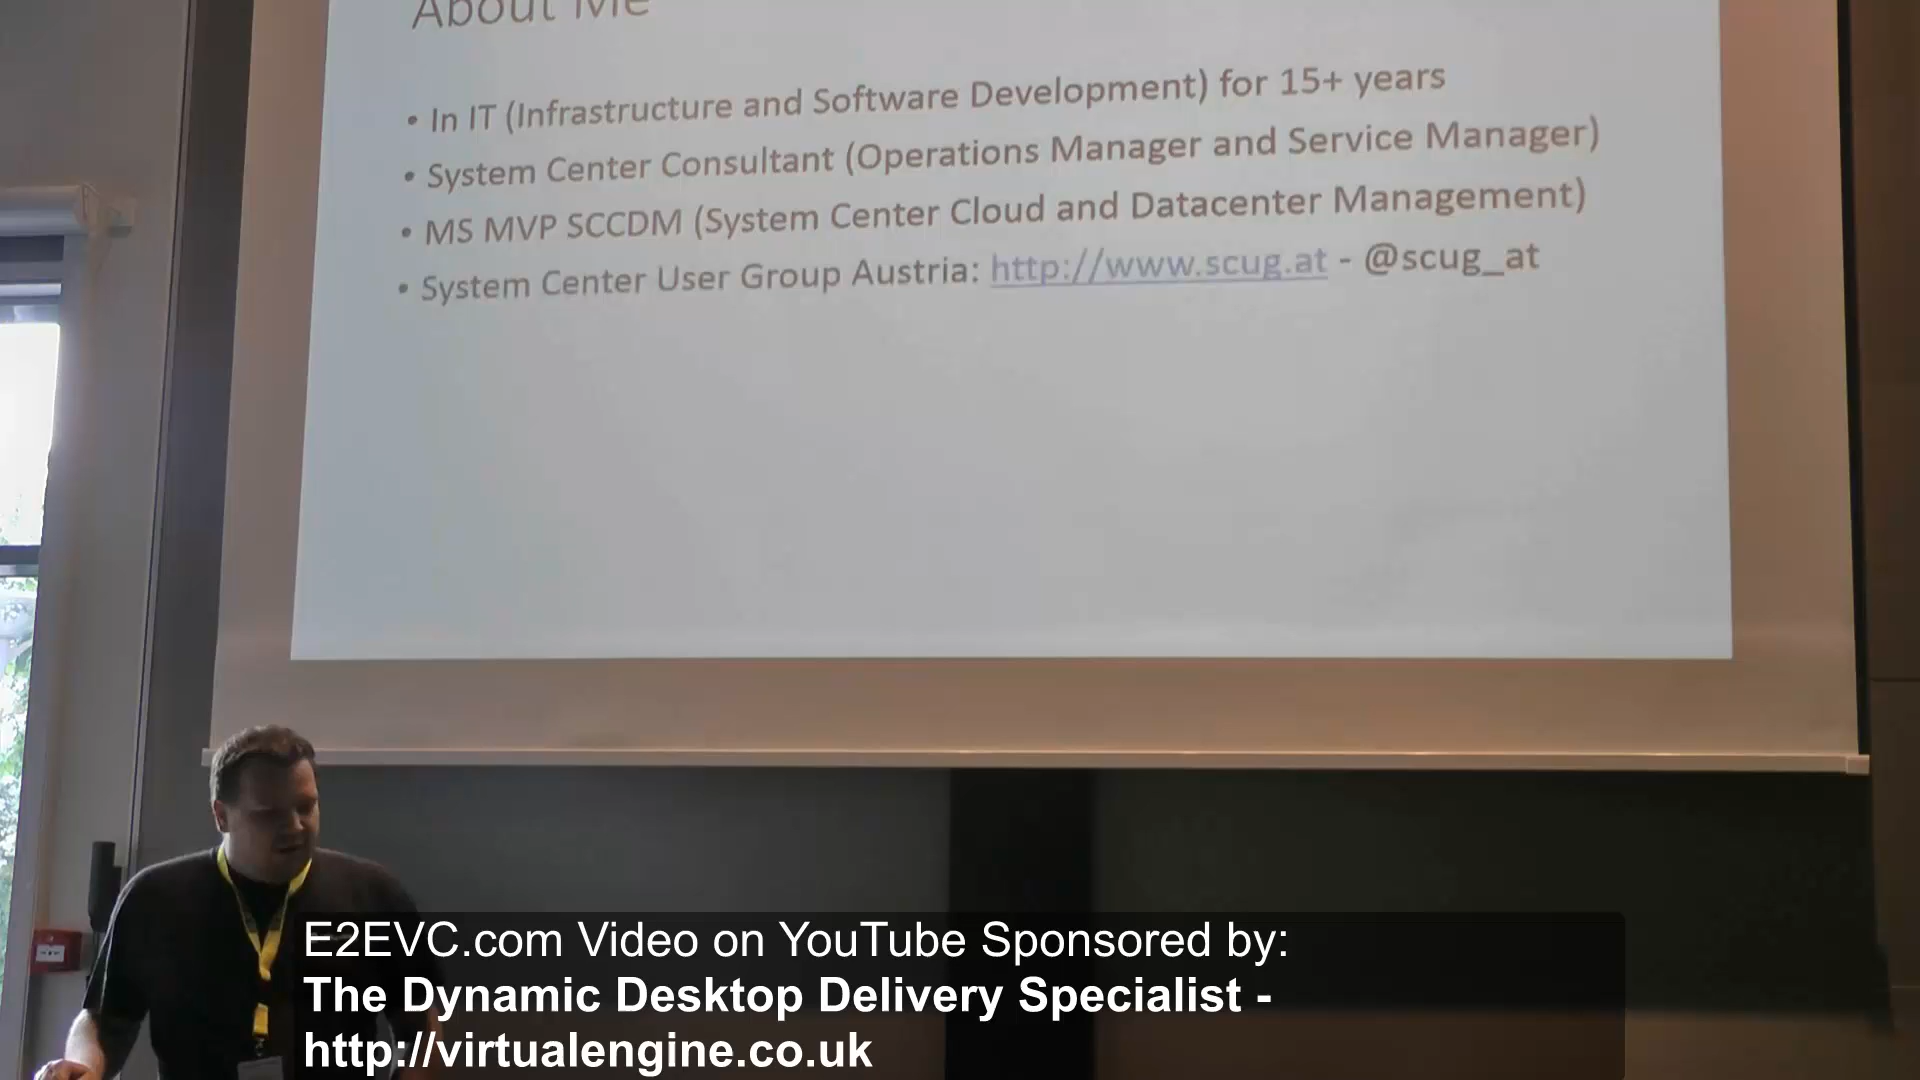 About Me
• In IT (Infrastructure and Software Development) for 15+ years
• System Center Consultant (Operations Manager and Service Manager)
• MS MVP SCCDM (System Center Cloud and Datacenter Management)
• System Center User Group Austria: http://www.scug.at - @scug_at
E2EVC.com Video on YouTube Sponsored by:
The Dynamic Desktop Delivery Specialist -
http://virtualengine.co.uk